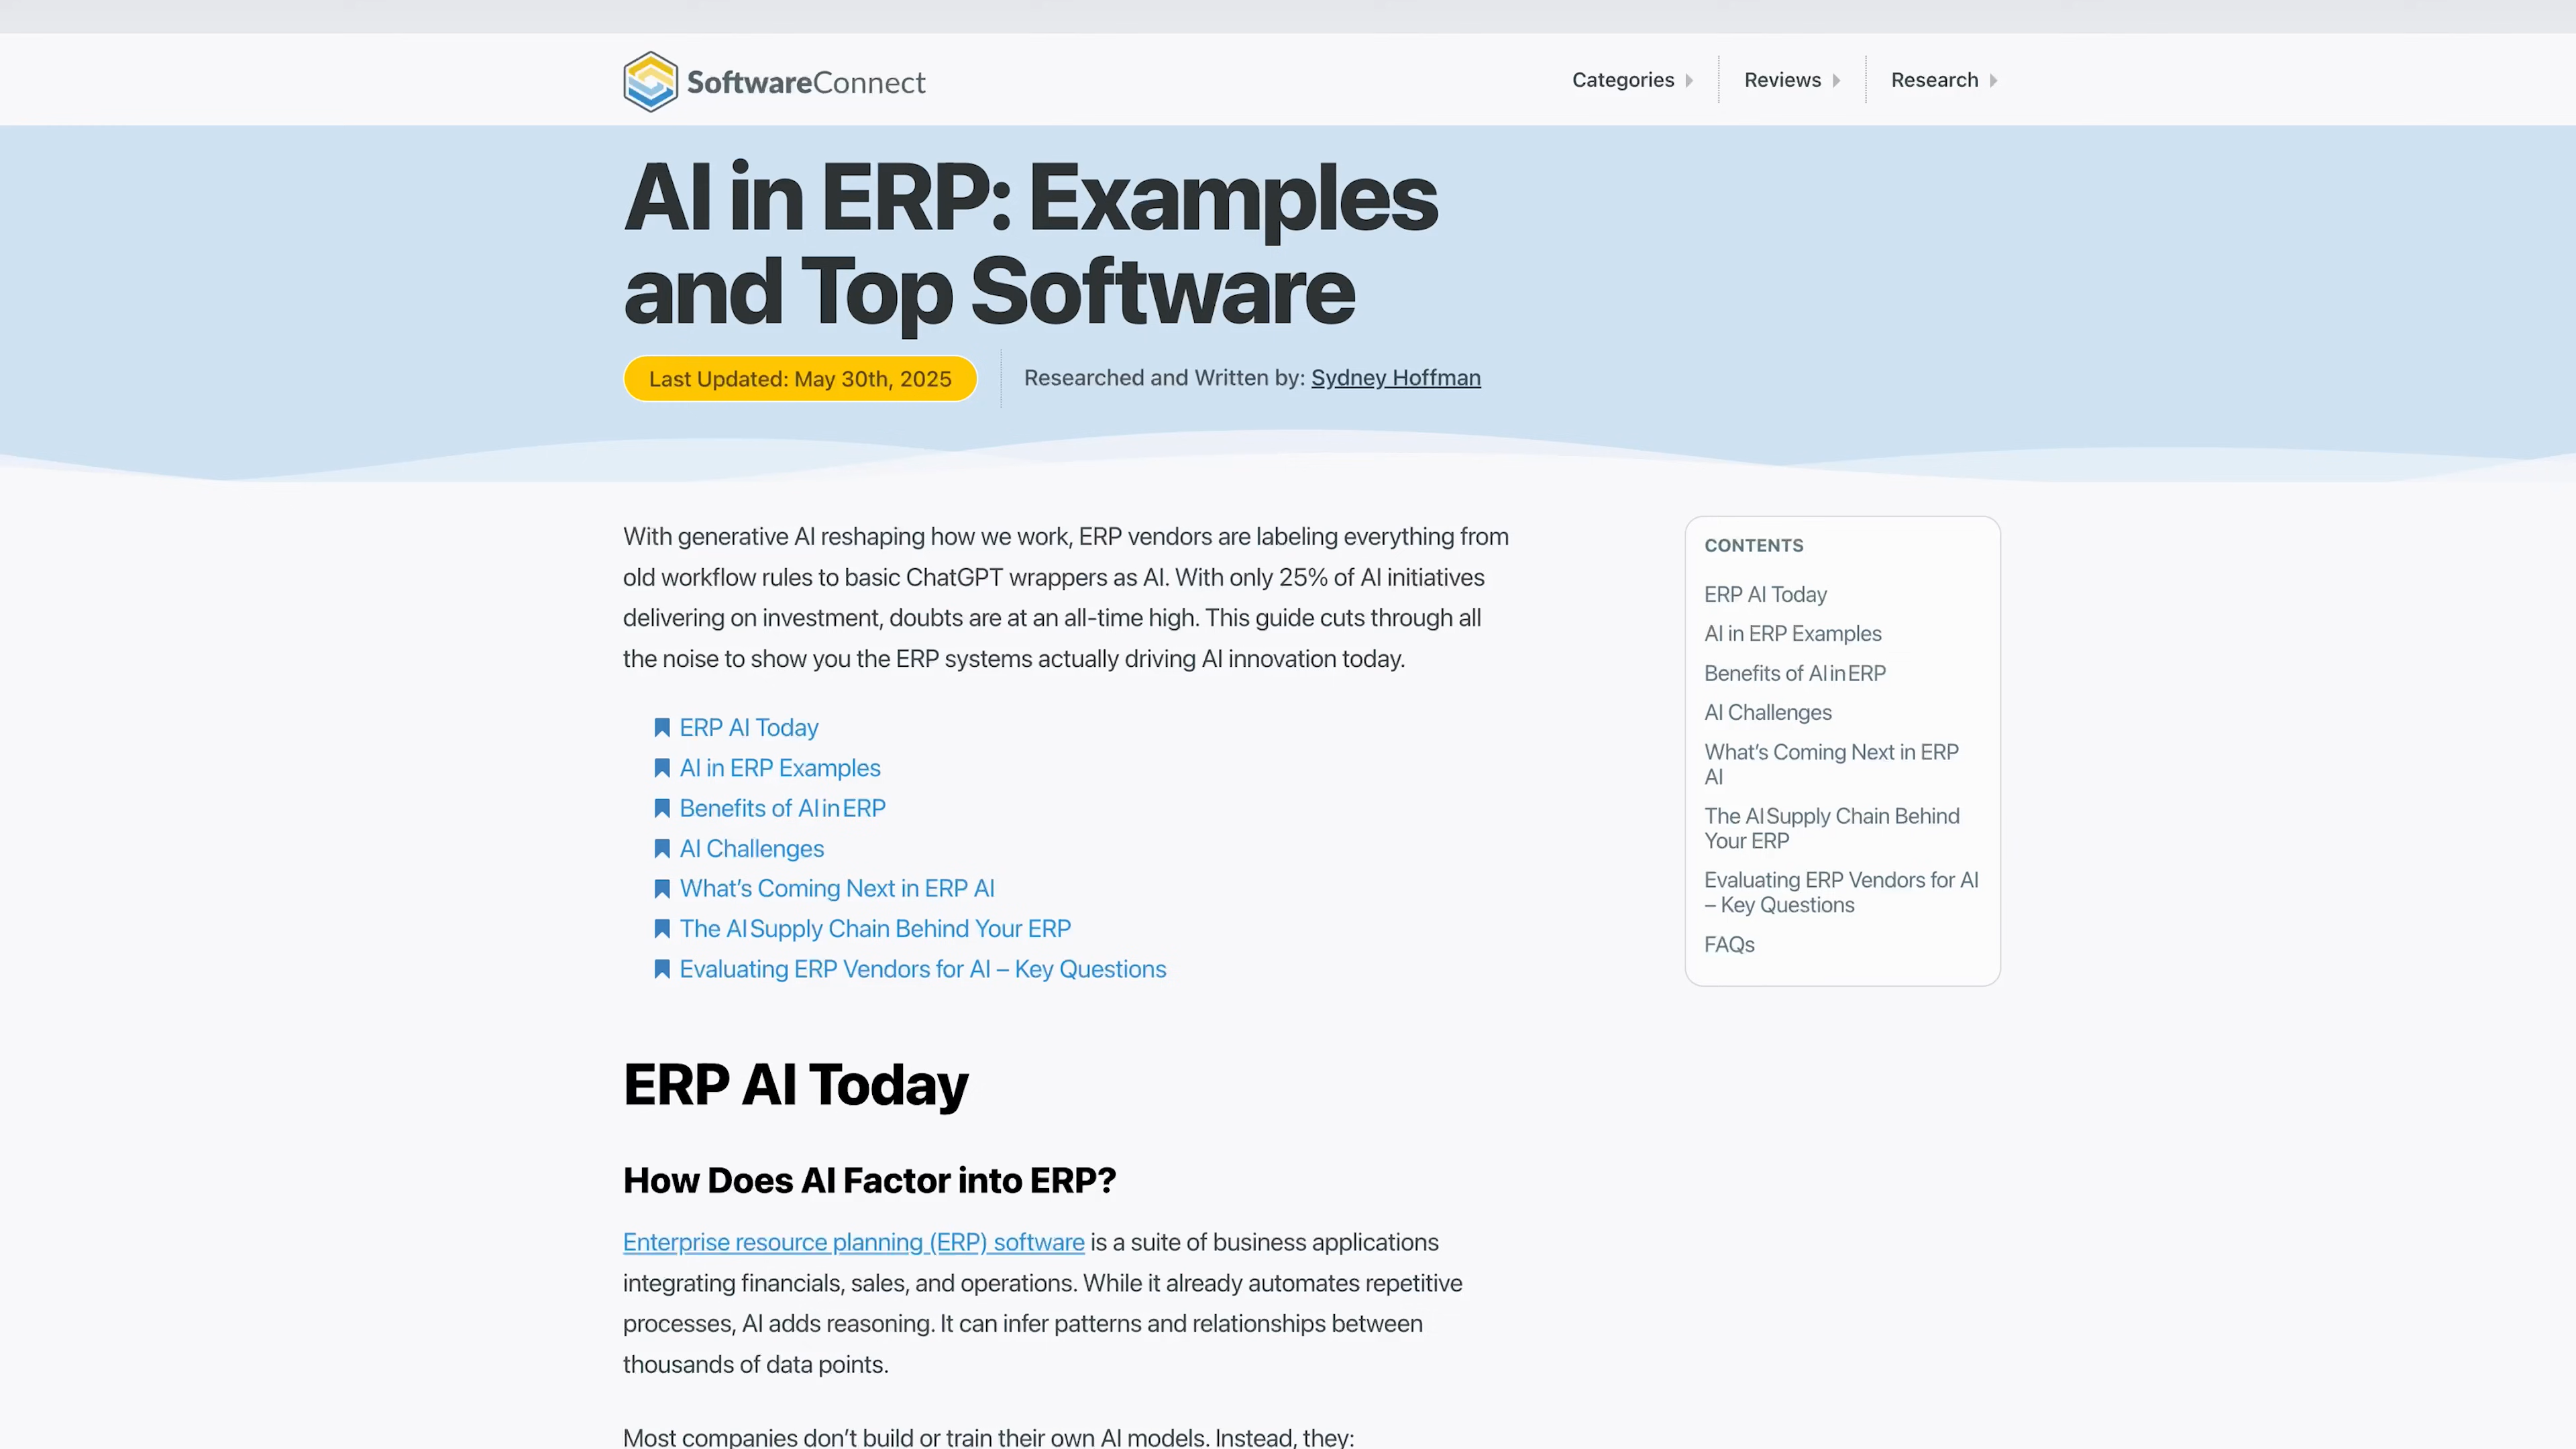 SoftwareConnect
Categories
Reviews
Research
AI in ERP: Examples
and Top Software
Last Updated: May 30th, 2025
Researched and Written by: Sydney Hoffman
With generative AI reshaping how we work, ERP vendors are labeling everything from
old workflow rules to basic ChatGPT wrappers as AI. With only 25% of AI initiatives
delivering on investment, doubts are at an all-time high. This guide cuts through all
the noise to show you the ERP systems actually driving AI innovation today.
ERP AI Today
AI in ERP Examples
Benefits of AI in ERP
AI Challenges
What’s Coming Next in ERP AI
The AI Supply Chain Behind Your ERP
Evaluating ERP Vendors for AI – Key Questions
CONTENTS
ERP AI Today
AI in ERP Examples
Benefits of AI in ERP
AI Challenges
What’s Coming Next in ERP
AI
The AI Supply Chain Behind
Your ERP
Evaluating ERP Vendors for AI
– Key Questions
FAQs
ERP AI Today
How Does AI Factor into ERP?
Enterprise resource planning (ERP) software is a suite of business applications
integrating financials, sales, and operations. While it already automates repetitive
processes, AI adds reasoning. It can infer patterns and relationships between
thousands of data points.
Most companies don’t build or train their own AI models. Instead, they: